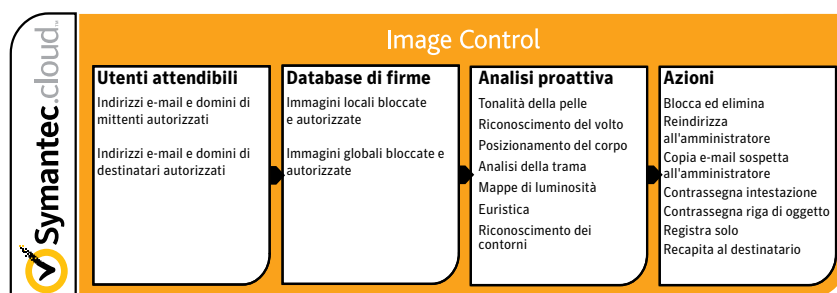 Symantec.cloud™
Image Control
Utenti attendibili
Indirizzi e-mail e domini di
mittenti autorizzati
Indirizzi e-mail e domini di
destinatari autorizzati
Database di firme
Immagini locali bloccate
e autorizzate
Immagini globali bloccate e
autorizzate
Analisi proattiva
Tonalità della pelle
Riconoscimento del volto
Posizionamento del corpo
Analisi della trama
Mappe di luminosità
Euristica
Riconoscimento dei
contorni
Azioni
Blocca ed elimina
Reindirizza
all'amministratore
Copia e-mail sospetta
all'amministratore
Contrassegna intestazione
Contrassegna riga di oggetto
Registra solo
Recapita al destinatario